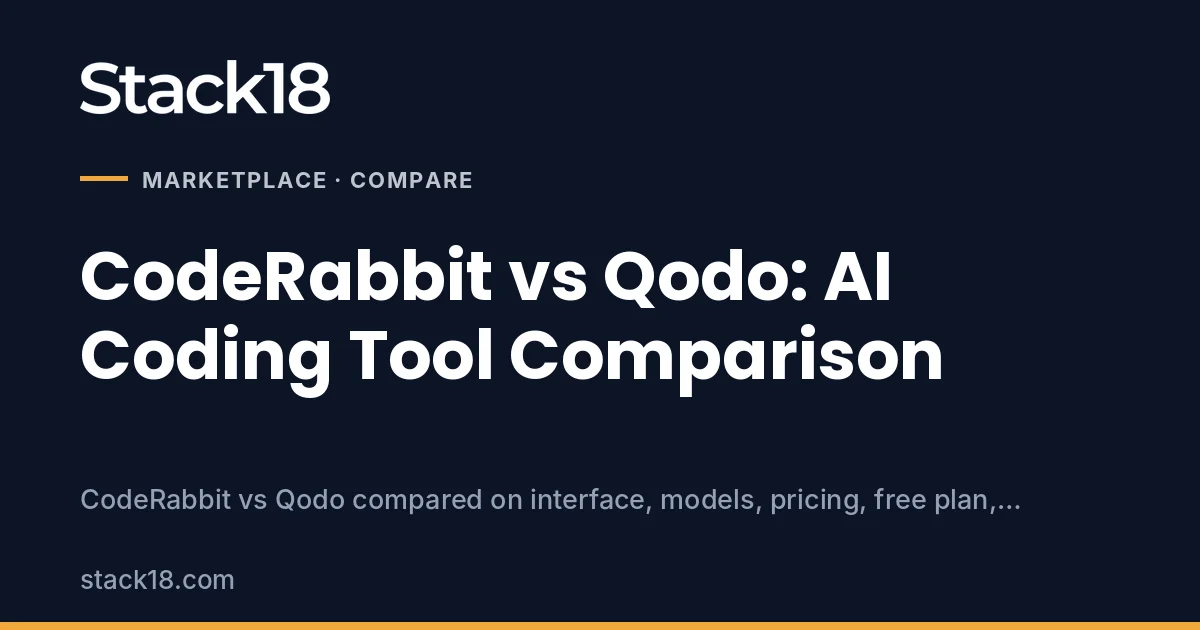 Stack18
MARKETPLACE · COMPARE
CodeRabbit vs Qodo: AI
Coding Tool Comparison
CodeRabbit vs Qodo compared on interface, models, pricing, free plan,...
stack18.com